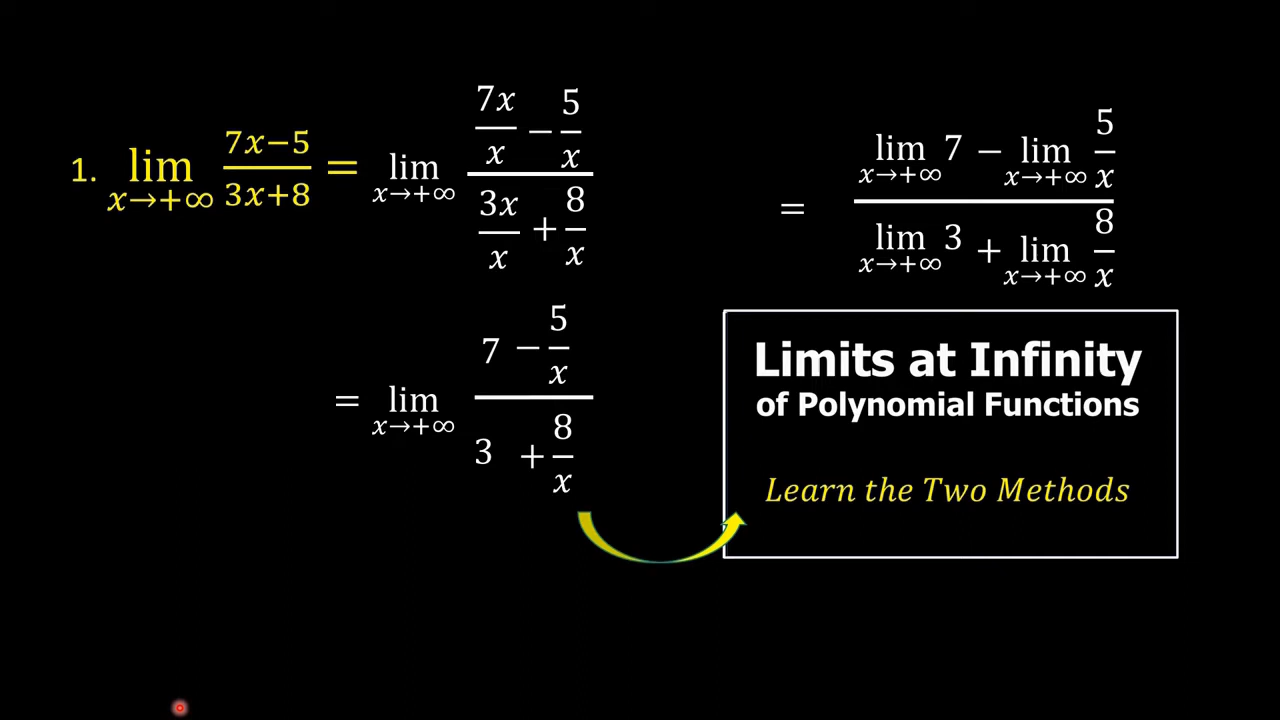 1. lim x→+∞ 7x−5 / 3x+8 = lim x→+∞ (7x/x − 5/x) / (3x/x + 8/x)
= lim x→+∞ (7 − 5/x) / (3 + 8/x)
= (lim x→+∞ 7 − lim x→+∞ 5/x) / (lim x→+∞ 3 + lim x→+∞ 8/x)
Limits at Infinity
of Polynomial Functions
Learn the Two Methods